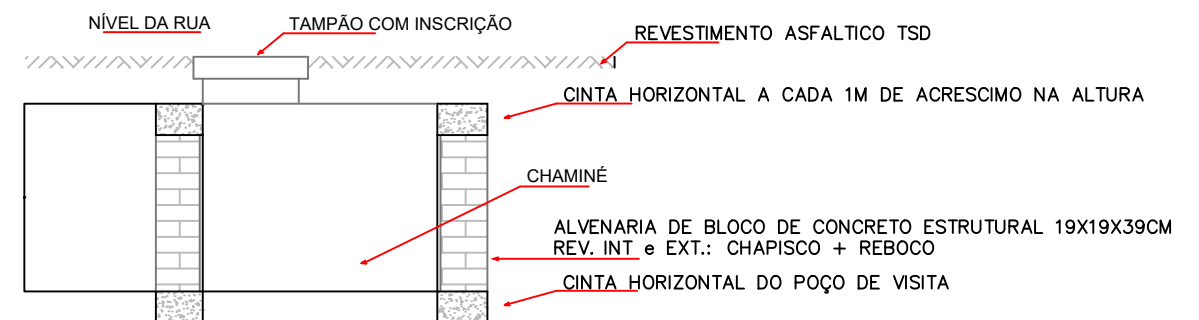 NÍVEL DA RUA
TAMPÃO COM INSCRIÇÃO
REVESTIMENTO ASFALTICO TSD
CINTA HORIZONTAL A CADA 1M DE ACRESCIMO NA ALTURA
CHAMINÉ
ALVENARIA DE BLOCO DE CONCRETO ESTRUTURAL 19X19X39CM
REV. INT e EXT.: CHAPISCO + REBOCO
CINTA HORIZONTAL DO POÇO DE VISITA